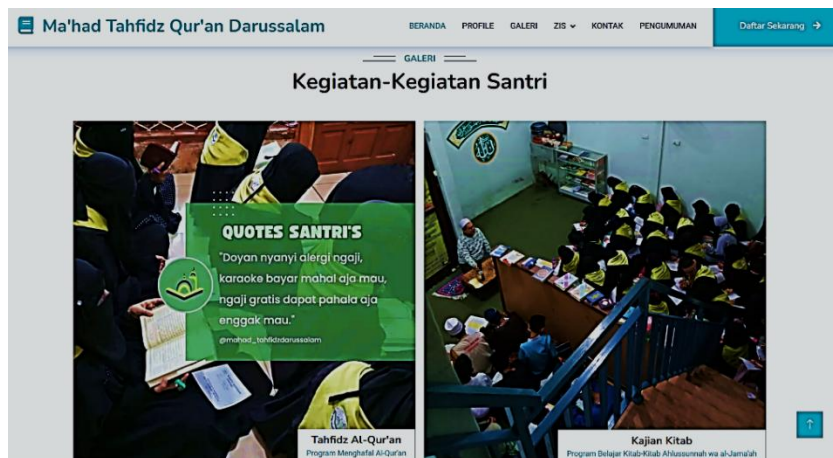 Ma'had Tahfidz Qur'an Darussalam
BERANDA PROFILE GALERI ZIS KONTAK PENGUMUMAN
Daftar Sekarang →
GALERI
Kegiatan-Kegiatan Santri
QUOTES SANTRI'S
"Doyan nyanyi alergi ngaji,
karaoke bayar mahal aja mau,
ngaji gratis dapat pahala aja
enggak mau."
@mahad_tahfidzdarussalam
Tahfidz Al-Qur'an
Program Menghafal Al-Qur'an
Kajian Kitab
Program Belajar Kitab-Kitab Ahlussunnah wa al-Jama'ah